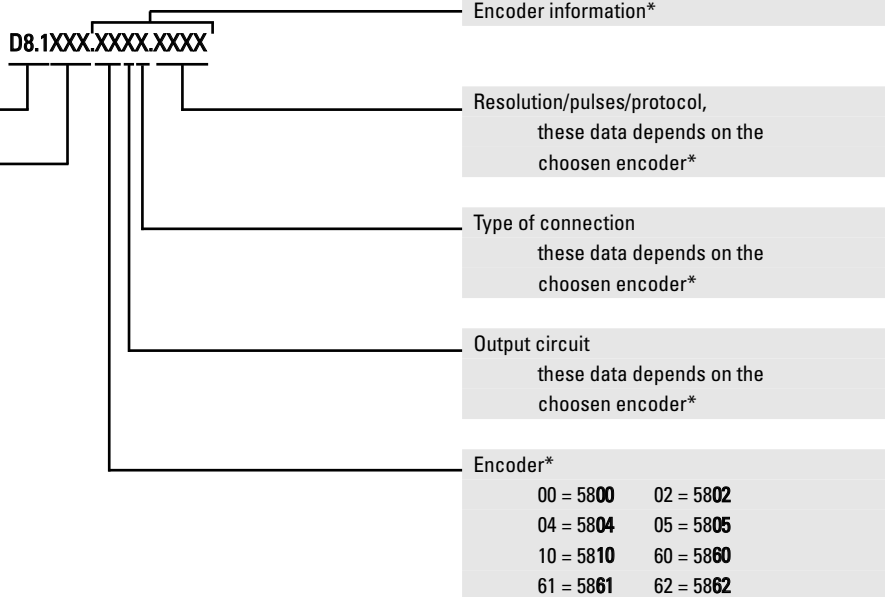 Encoder information*
D8.1XXX.XXXX.XXXX
Resolution/pulses/protocol,
these data depends on the
choosen encoder*
Type of connection
these data depends on the
choosen encoder*
Output circuit
these data depends on the
choosen encoder*
Encoder*
00 = 5800 02 = 5802
04 = 5804 05 = 5805
10 = 5810 60 = 5860
61 = 5861 62 = 5862